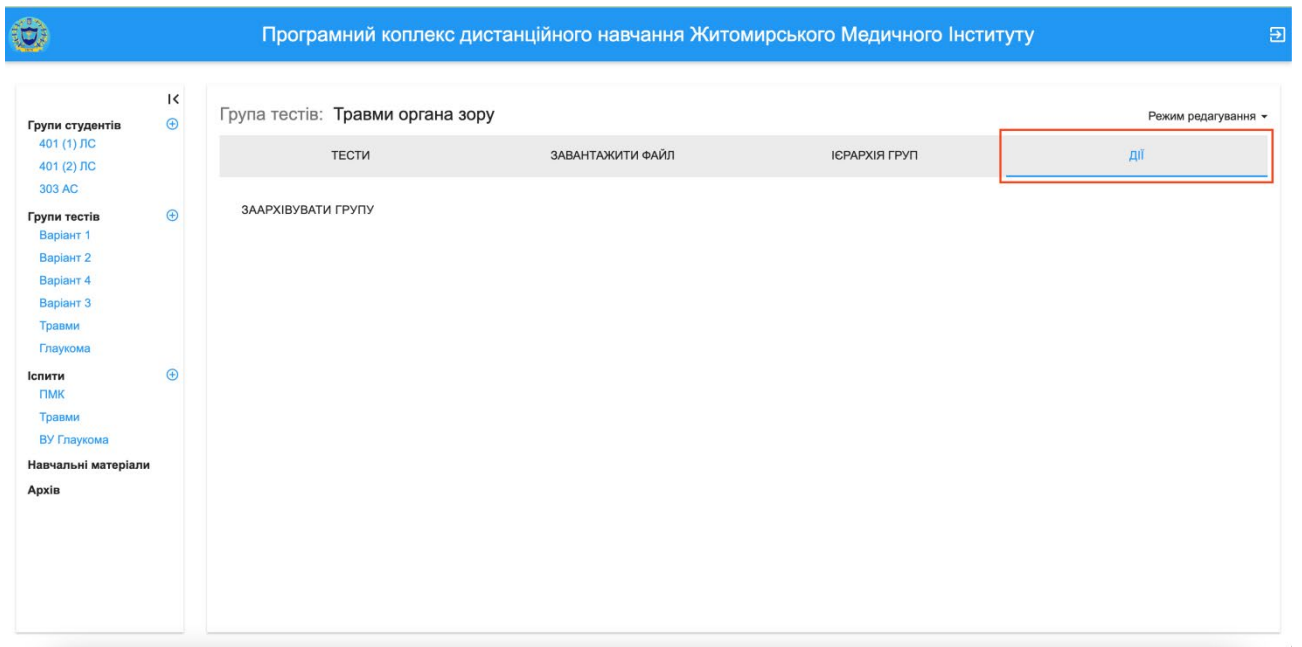 Програмний коплекс дистанційного навчання Житомирського Медичного Інституту
Групи студентів
401 (1) ЛС
401 (2) ЛС
303 АС
Групи тестів
Варіант 1
Варіант 2
Варіант 4
Варіант 3
Травми
Глаукома
Іспити
ПМК
Травми
ВУ Глаукома
Навчальні матеріали
Архів
Група тестів: Травми органа зору
Режим редагування
ТЕСТИ ЗАВАНТАЖИТИ ФАЙЛ ІЄРАРХІЯ ГРУП ДІЇ
ЗААРХІВУВАТИ ГРУПУ